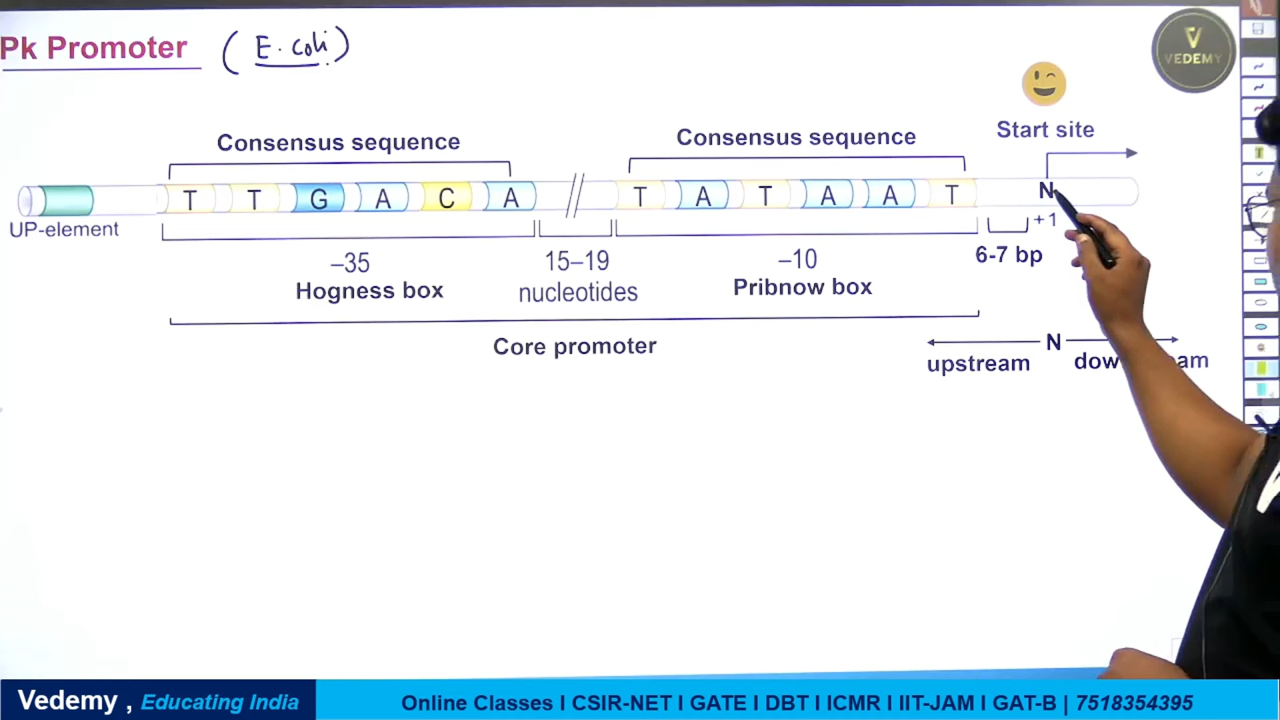 Pk Promoter (E. coli)
V
VEDEMY
Start site
Consensus sequence
Consensus sequence
T T G A C A T A T A A T N
+1
UP-element
6-7 bp
–35
Hogness box
15–19
nucleotides
–10
Pribnow box
Core promoter
N
upstream
Vedemy , Educating India
Online Classes I CSIR-NET I GATE I DBT I ICMR I IIT-JAM I GAT-B | 7518354395